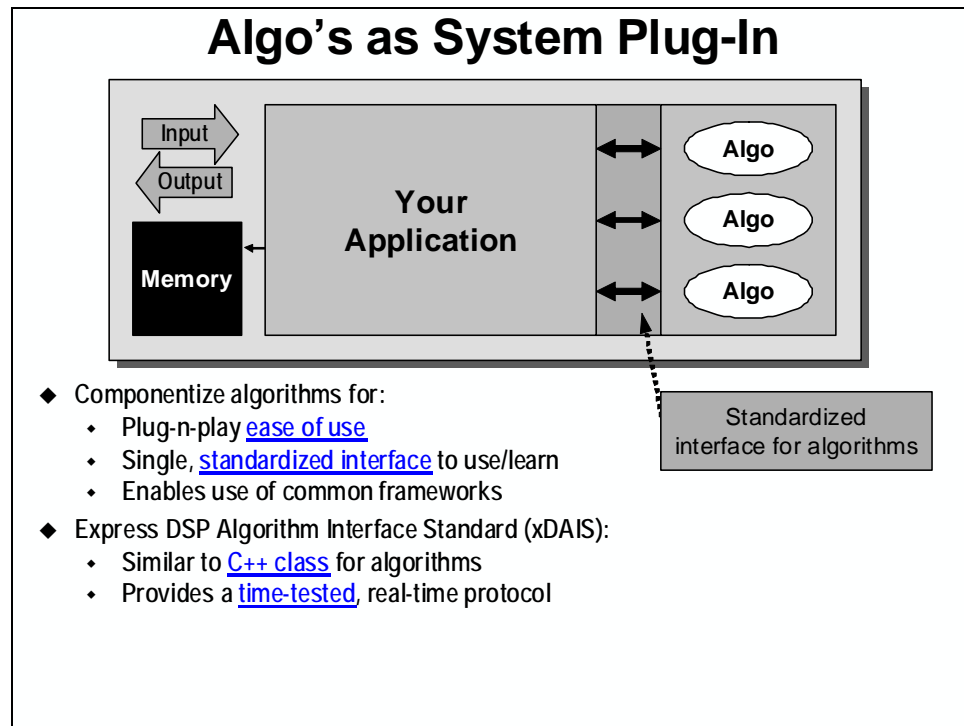 Algo's as System Plug-In
Input
Output
Memory
Your
Application
Algo
Algo
Algo
Standardized
interface for algorithms
◆ Componentize algorithms for:
◆ Plug-n-play ease of use
◆ Single, standardized interface to use/learn
◆ Enables use of common frameworks
◆ Express DSP Algorithm Interface Standard (xDAIS):
◆ Similar to C++ class for algorithms
◆ Provides a time-tested, real-time protocol